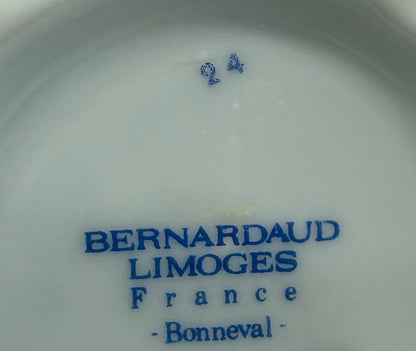 24
BERNARDAUD
LIMOGES
France
- Bonneval -